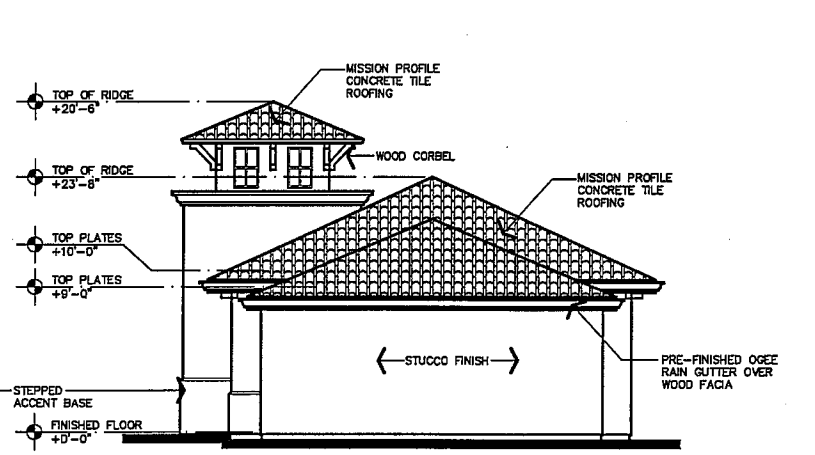 MISSION PROFILE
CONCRETE TILE
ROOFING
TOP OF RIDGE
+20'-6"
WOOD CORBEL
TOP OF RIDGE
+23'-8"
MISSION PROFILE
CONCRETE TILE
ROOFING
TOP PLATES
+10'-0"
TOP PLATES
+9'-0"
STUCCO FINISH
PRE-FINISHED OGEE
RAIN GUTTER OVER
WOOD FACIA
STEPPED
ACCENT BASE
FINISHED FLOOR
+0'-0"